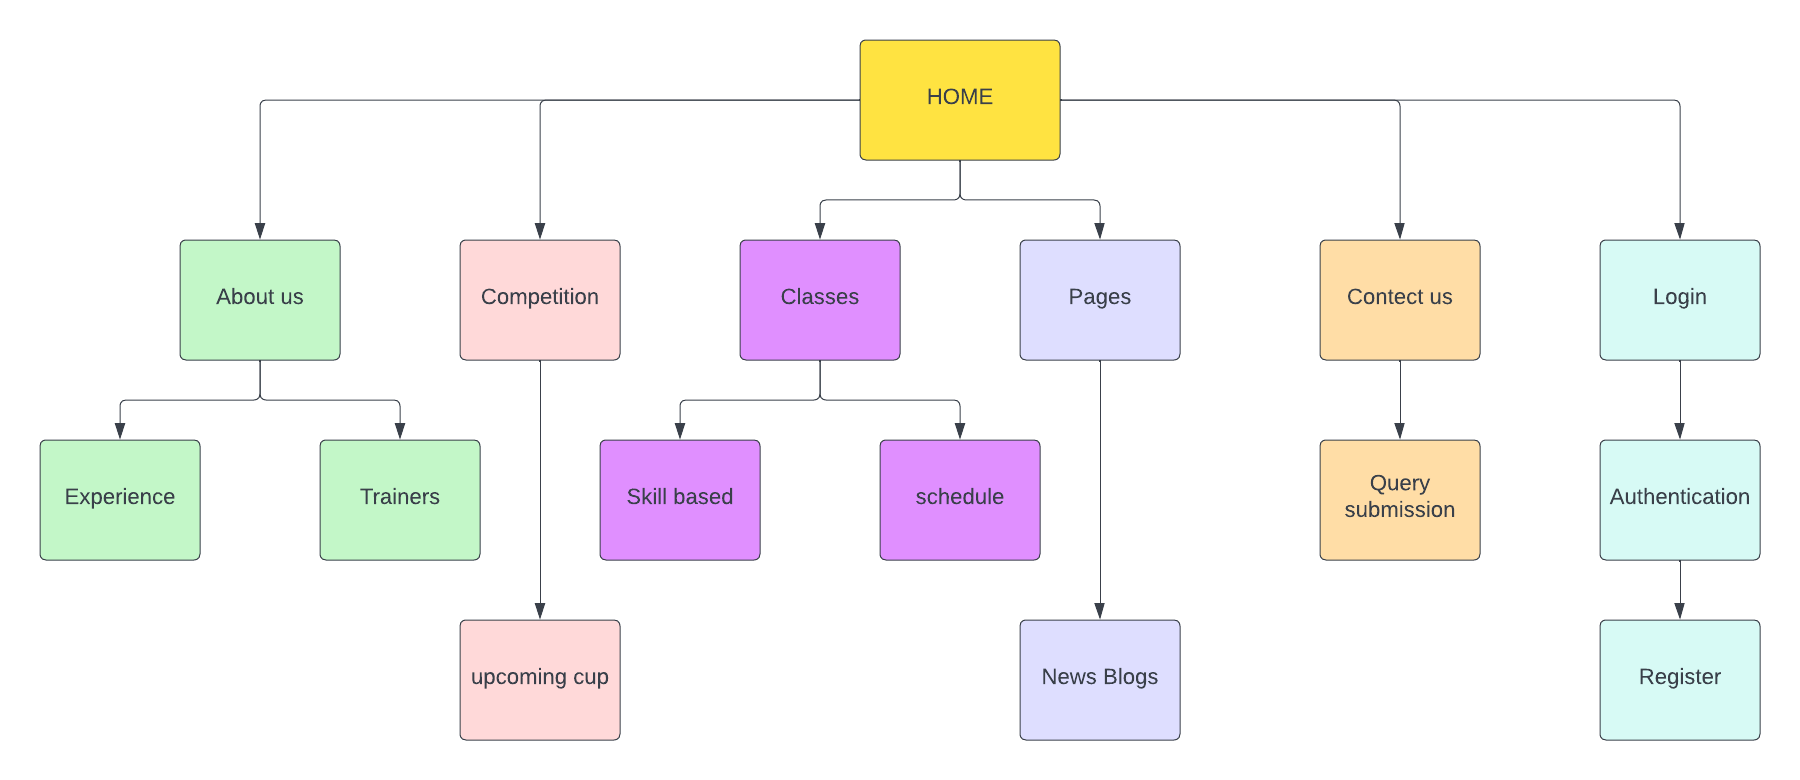 HOME
About us
Competition
Classes
Pages
Contect us
Login
Experience
Trainers
Skill based
schedule
Query
submission
Authentication
upcoming cup
News Blogs
Register